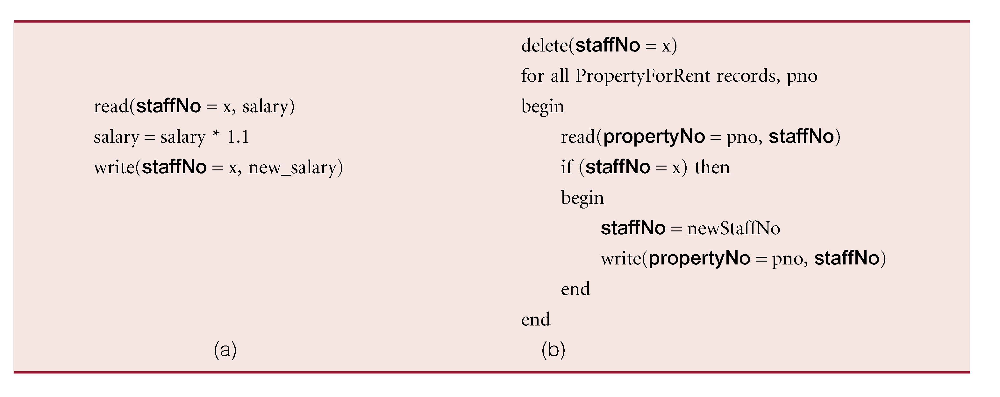 read(staffNo = x, salary)
salary = salary * 1.1
write(staffNo = x, new_salary)
(a)
delete(staffNo = x)
for all PropertyForRent records, pno
begin
read(propertyNo = pno, staffNo)
if (staffNo = x) then
begin
staffNo = newStaffNo
write(propertyNo = pno, staffNo)
end
end
(b)